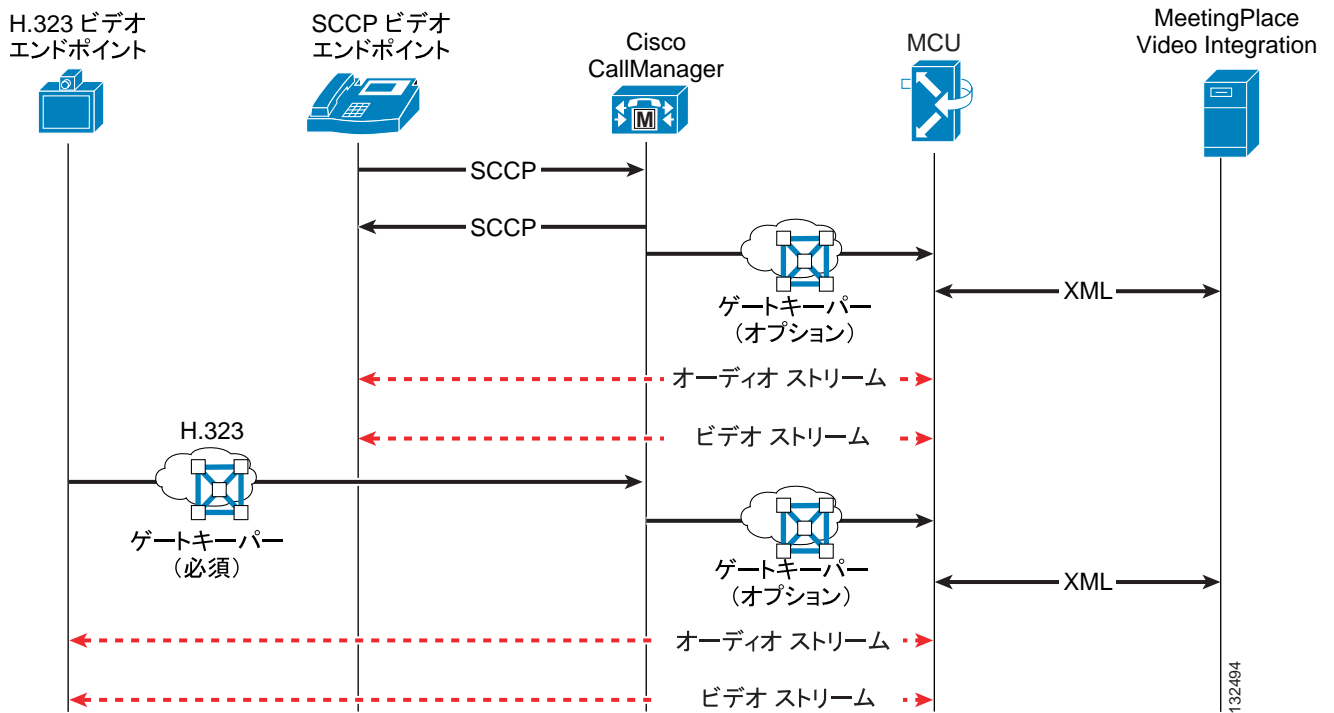 H.323 ビデオ
エンドポイント
SCCP ビデオ
エンドポイント
Cisco
CallManager
MCU
MeetingPlace
Video Integration
M
SCCP
SCCP
ゲートキーパー
（オプション）
XML
オーディオ ストリーム
ビデオ ストリーム
H.323
ゲートキーパー
（必須）
ゲートキーパー
（オプション）
XML
オーディオ ストリーム
ビデオ ストリーム
132494